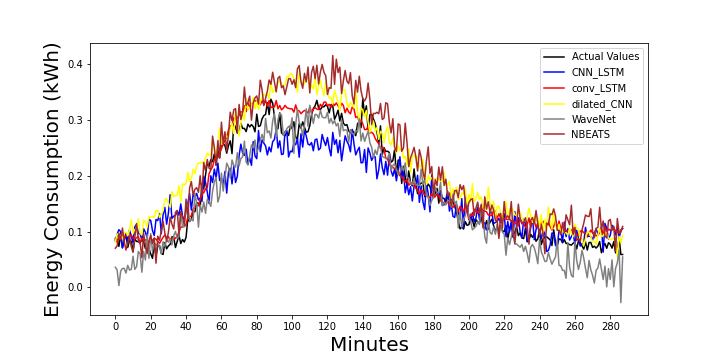 Energy Consumption (kWh)
0.4
0.3
0.2
0.1
0.0
Actual Values
CNN_LSTM
conv_LSTM
dilated_CNN
WaveNet
NBEATS
0 20 40 60 80 100 120 140 160 180 200 220 240 260 280
Minutes